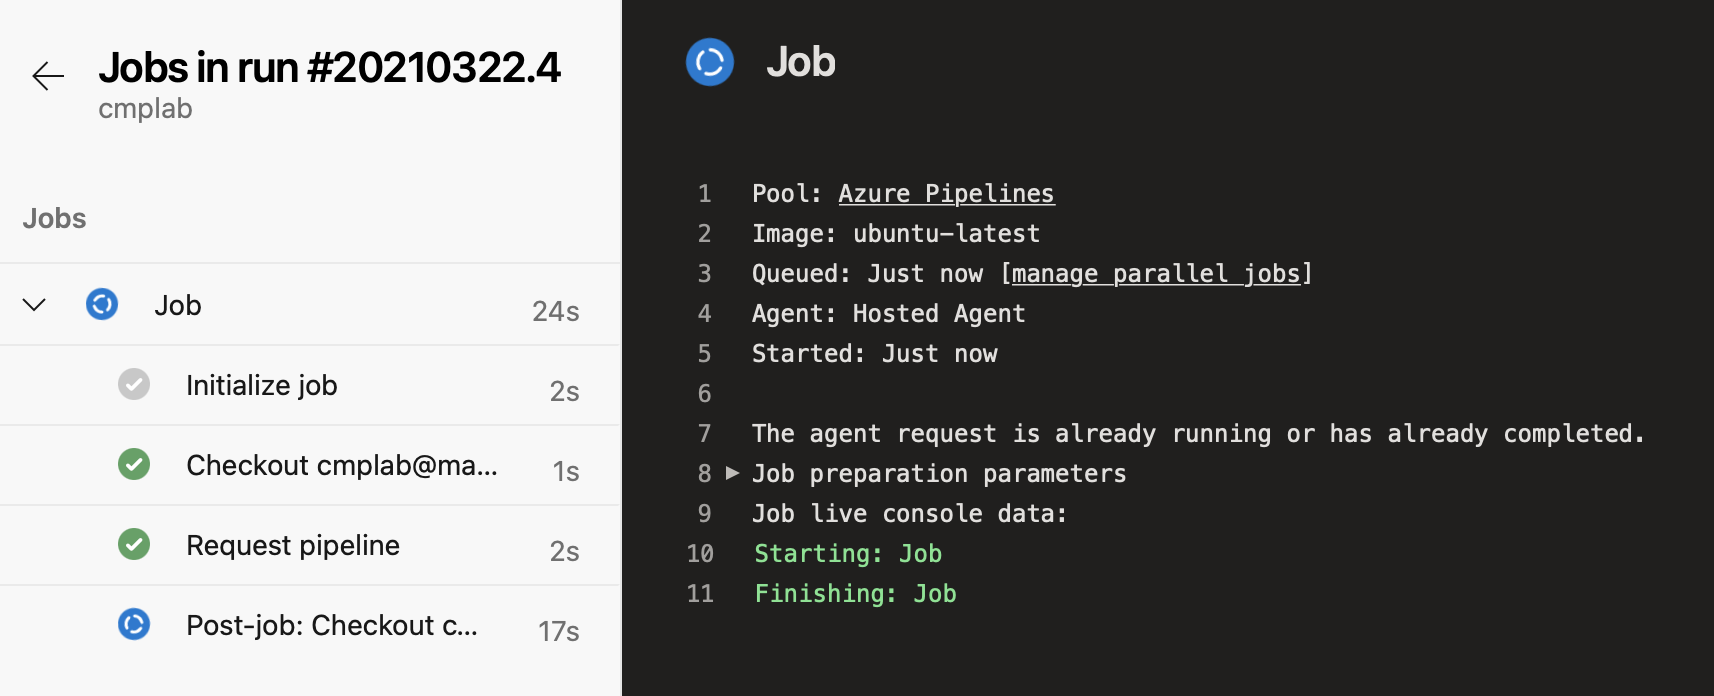 Jobs in run #20210322.4
cmplab
Jobs
Job 24s
Initialize job 2s
Checkout cmplab@ma... 1s
Request pipeline 2s
Post-job: Checkout c... 17s
Job
1 Pool: Azure Pipelines
2 Image: ubuntu-latest
3 Queued: Just now [manage parallel jobs]
4 Agent: Hosted Agent
5 Started: Just now
6
7 The agent request is already running or has already completed.
8 Job preparation parameters
9 Job live console data:
10 Starting: Job
11 Finishing: Job